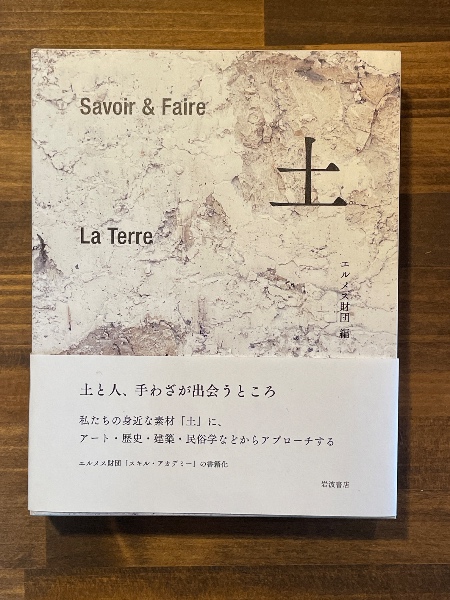 Savoir & Faire
土
La Terre
エルメス財団 編
土と人、手わざが出会うところ
私たちの身近な素材「土」に、
アート・歴史・建築・民俗学などからアプローチする
エルメス財団「スキル・アカデミー」の書籍化
岩波書店